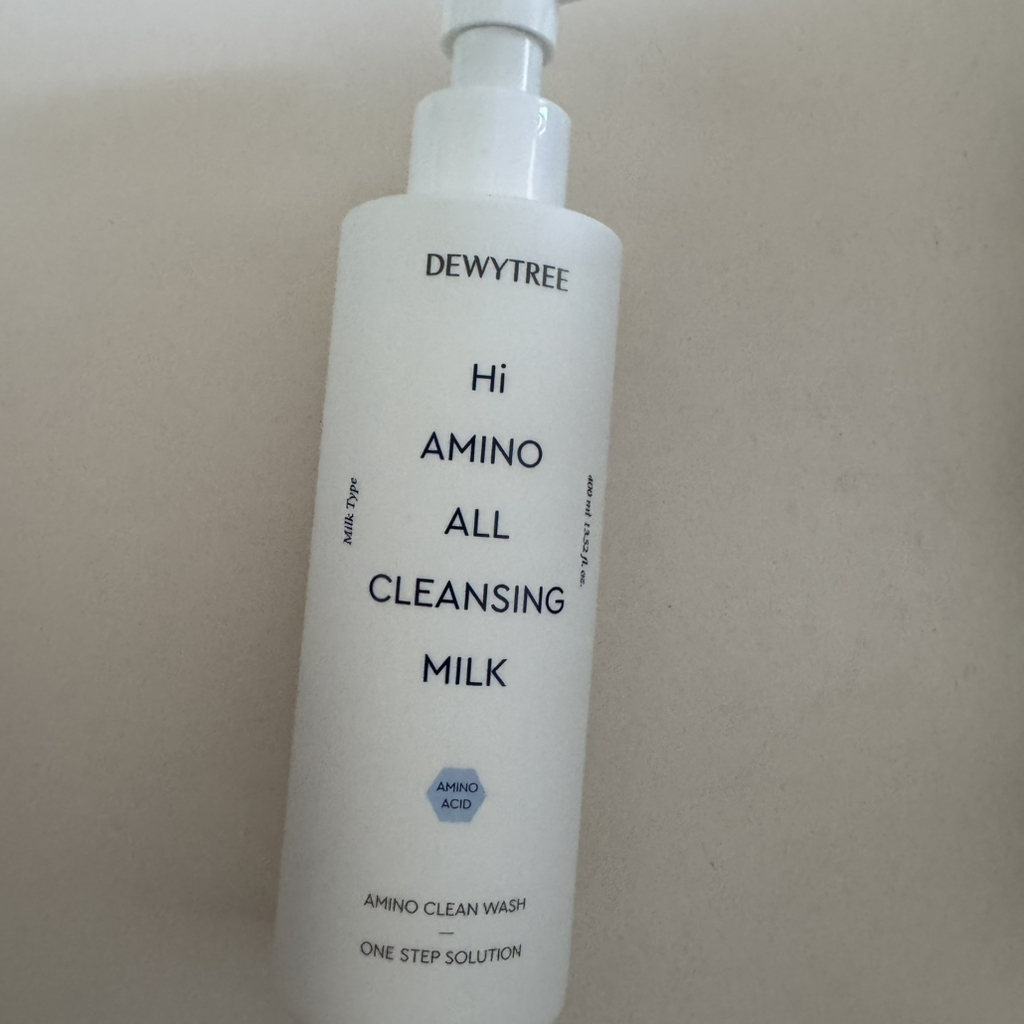 DEWYTREE
Hi
AMINO
ALL
CLEANSING
MILK
Milk Type
400 ml 13.52 fl. oz.
AMINO
ACID
AMINO CLEAN WASH
—
ONE STEP SOLUTION